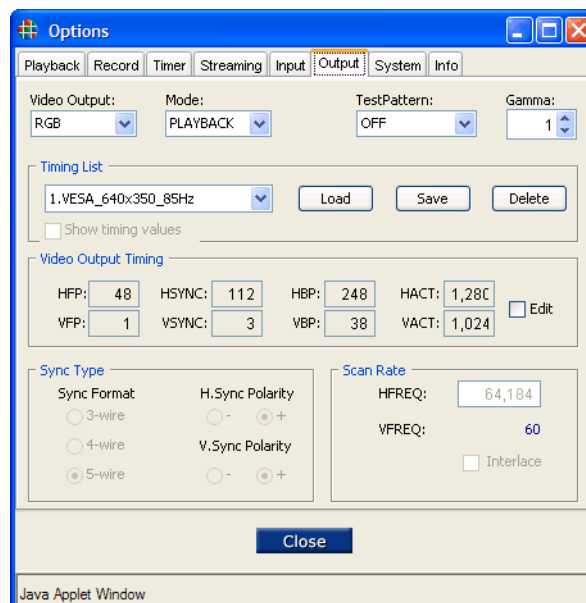 Options
Playback Record Timer Streaming Input Output System Info
Video Output: Mode: TestPattern: Gamma:
RGB PLAYBACK OFF 1
Timing List
1.VESA_640x350_85Hz Load Save Delete
Show timing values
Video Output Timing
HFP: 48 HSYNC: 112 HBP: 248 HACT: 1,280
VFP: 1 VSYNC: 3 VBP: 38 VACT: 1,024
Edit
Sync Type
Sync Format H.Sync Polarity
3-wire - +
4-wire V.Sync Polarity
5-wire - +
Scan Rate
HFREQ: 64,184
VFREQ: 60
Interlace
Close
Java Applet Window